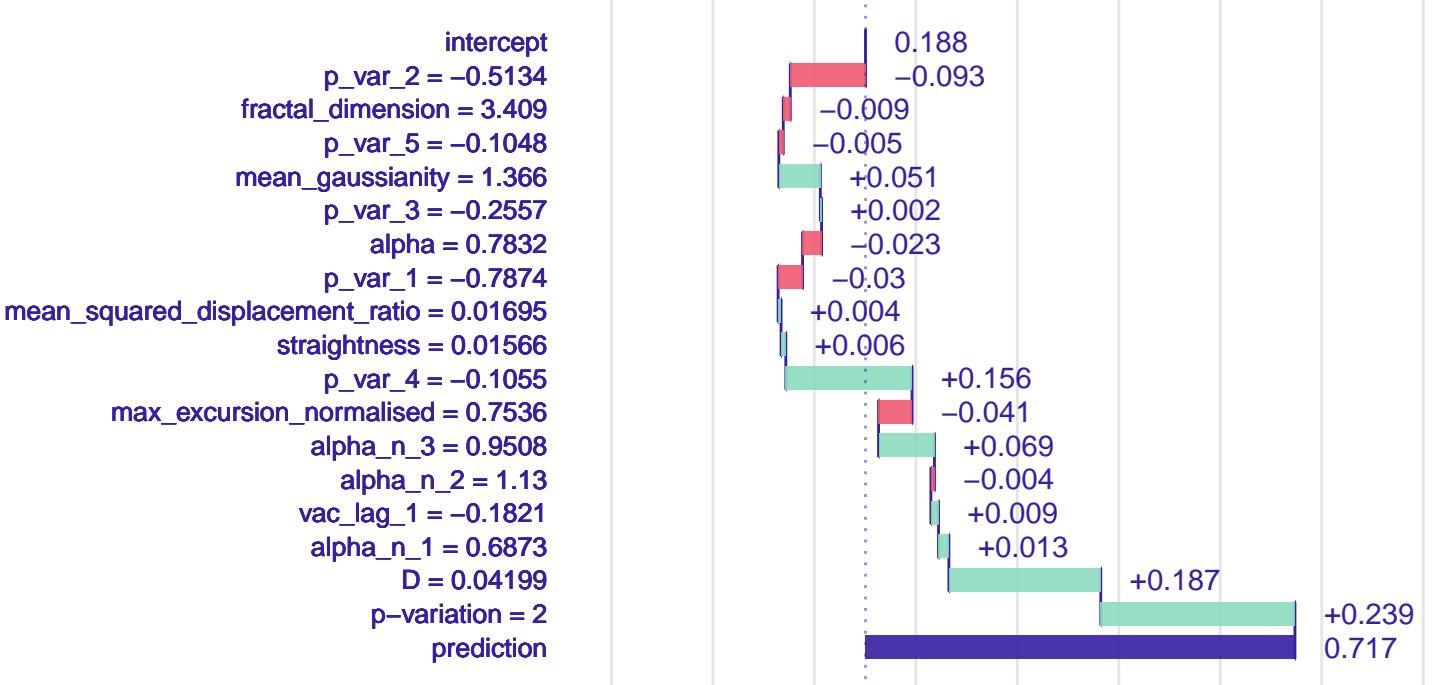 intercept 0.188
p_var_2 = −0.5134 −0.093
fractal_dimension = 3.409 −0.009
p_var_5 = −0.1048 −0.005
mean_gaussianity = 1.366 +0.051
p_var_3 = −0.2557 +0.002
alpha = 0.7832 −0.023
p_var_1 = −0.7874 −0.03
mean_squared_displacement_ratio = 0.01695 +0.004
straightness = 0.01566 +0.006
p_var_4 = −0.1055 +0.156
max_excursion_normalised = 0.7536 −0.041
alpha_n_3 = 0.9508 +0.069
alpha_n_2 = 1.13 −0.004
vac_lag_1 = −0.1821 +0.009
alpha_n_1 = 0.6873 +0.013
D = 0.04199 +0.187
p−variation = 2 +0.239
prediction 0.717